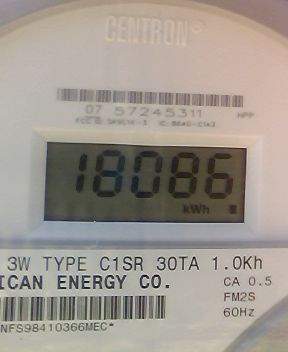 CENTRON®
07 57245311 HPP
18086
kWh
3W TYPE C1SR 30TA 1.0Kh
ICAN ENERGY CO. CA 0.5
FM2S
60Hz
NFS98410366MEC*